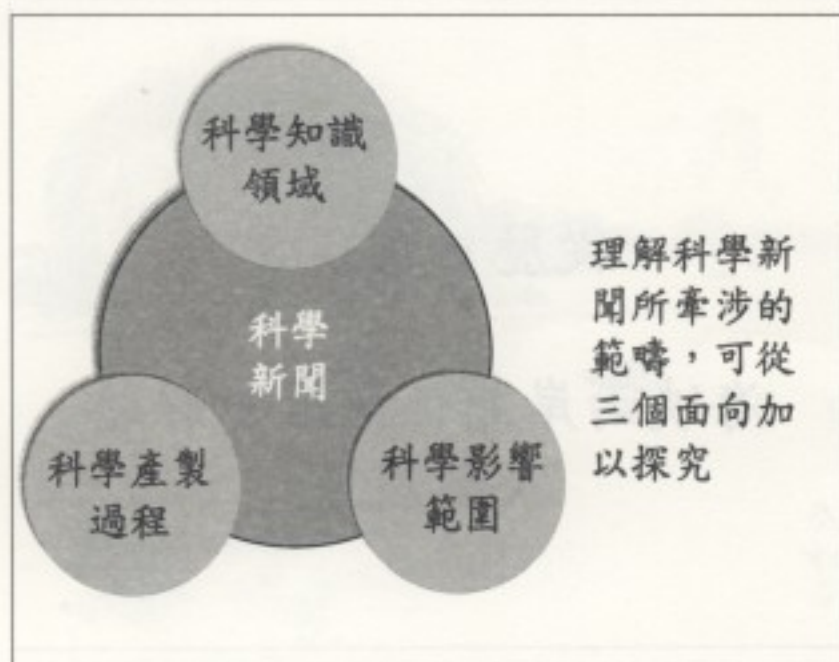 科學知識
領域
科學
新聞
科學產製
過程
科學影響
範圍
理解科學新
聞所牽涉的
範疇，可從
三個面向加
以探究